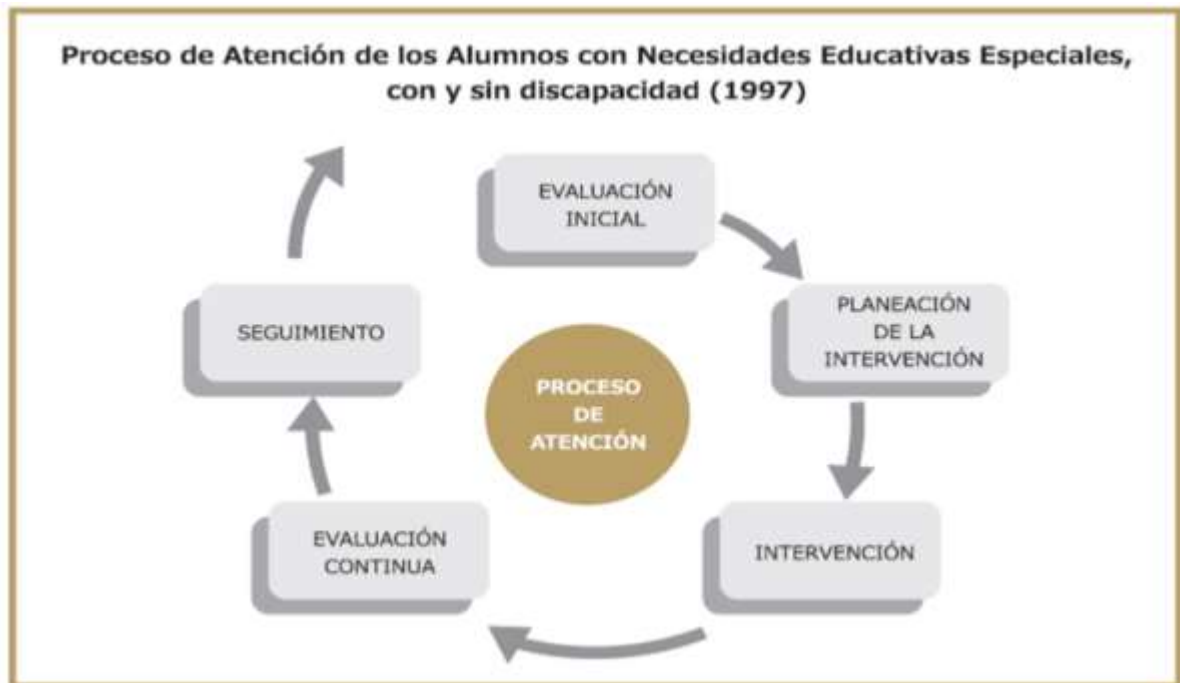 Proceso de Atención de los Alumnos con Necesidades Educativas Especiales,
con y sin discapacidad (1997)
EVALUACIÓN
INICIAL
PLANEACIÓN
DE LA
INTERVENCIÓN
INTERVENCIÓN
EVALUACIÓN
CONTINUA
SEGUIMIENTO
PROCESO
DE
ATENCIÓN